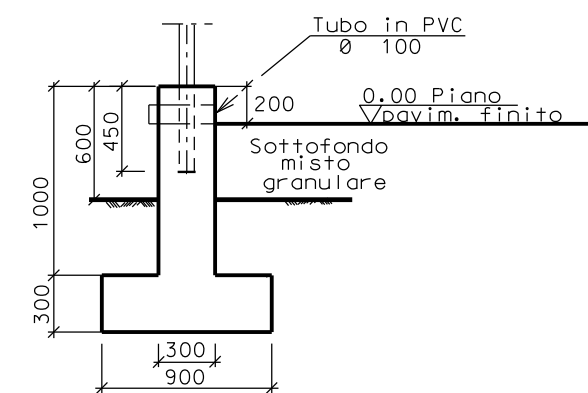 Tubo in PVC
Ø 100
200
0.00 Piano
pavim. finito
450
600
Sottofondo
misto
granulare
1000
300
300
900